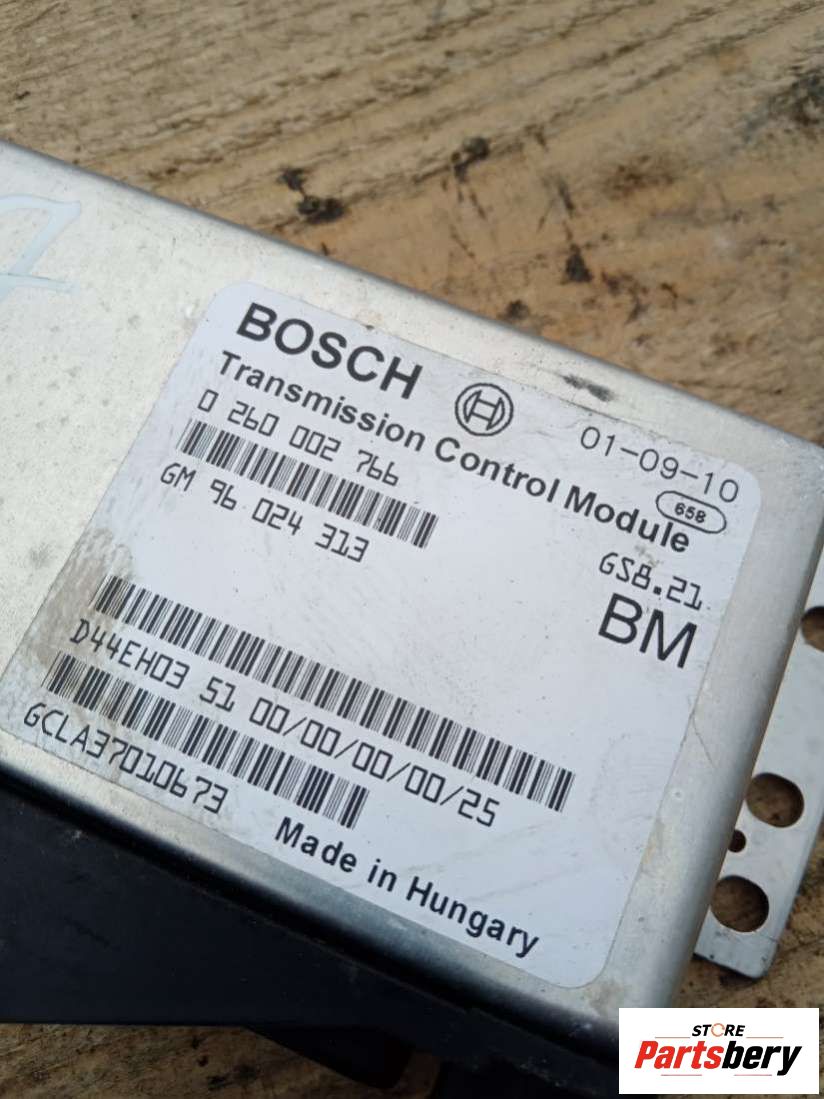 BOSCH
01-09-10
Transmission Control Module
658
0 260 002 766
GM 96 024 313
GS8.21
BM
D44EH03 S1 00/00/00/00/25
GCLA37010673
Made in Hungary
STORE
Partsbery